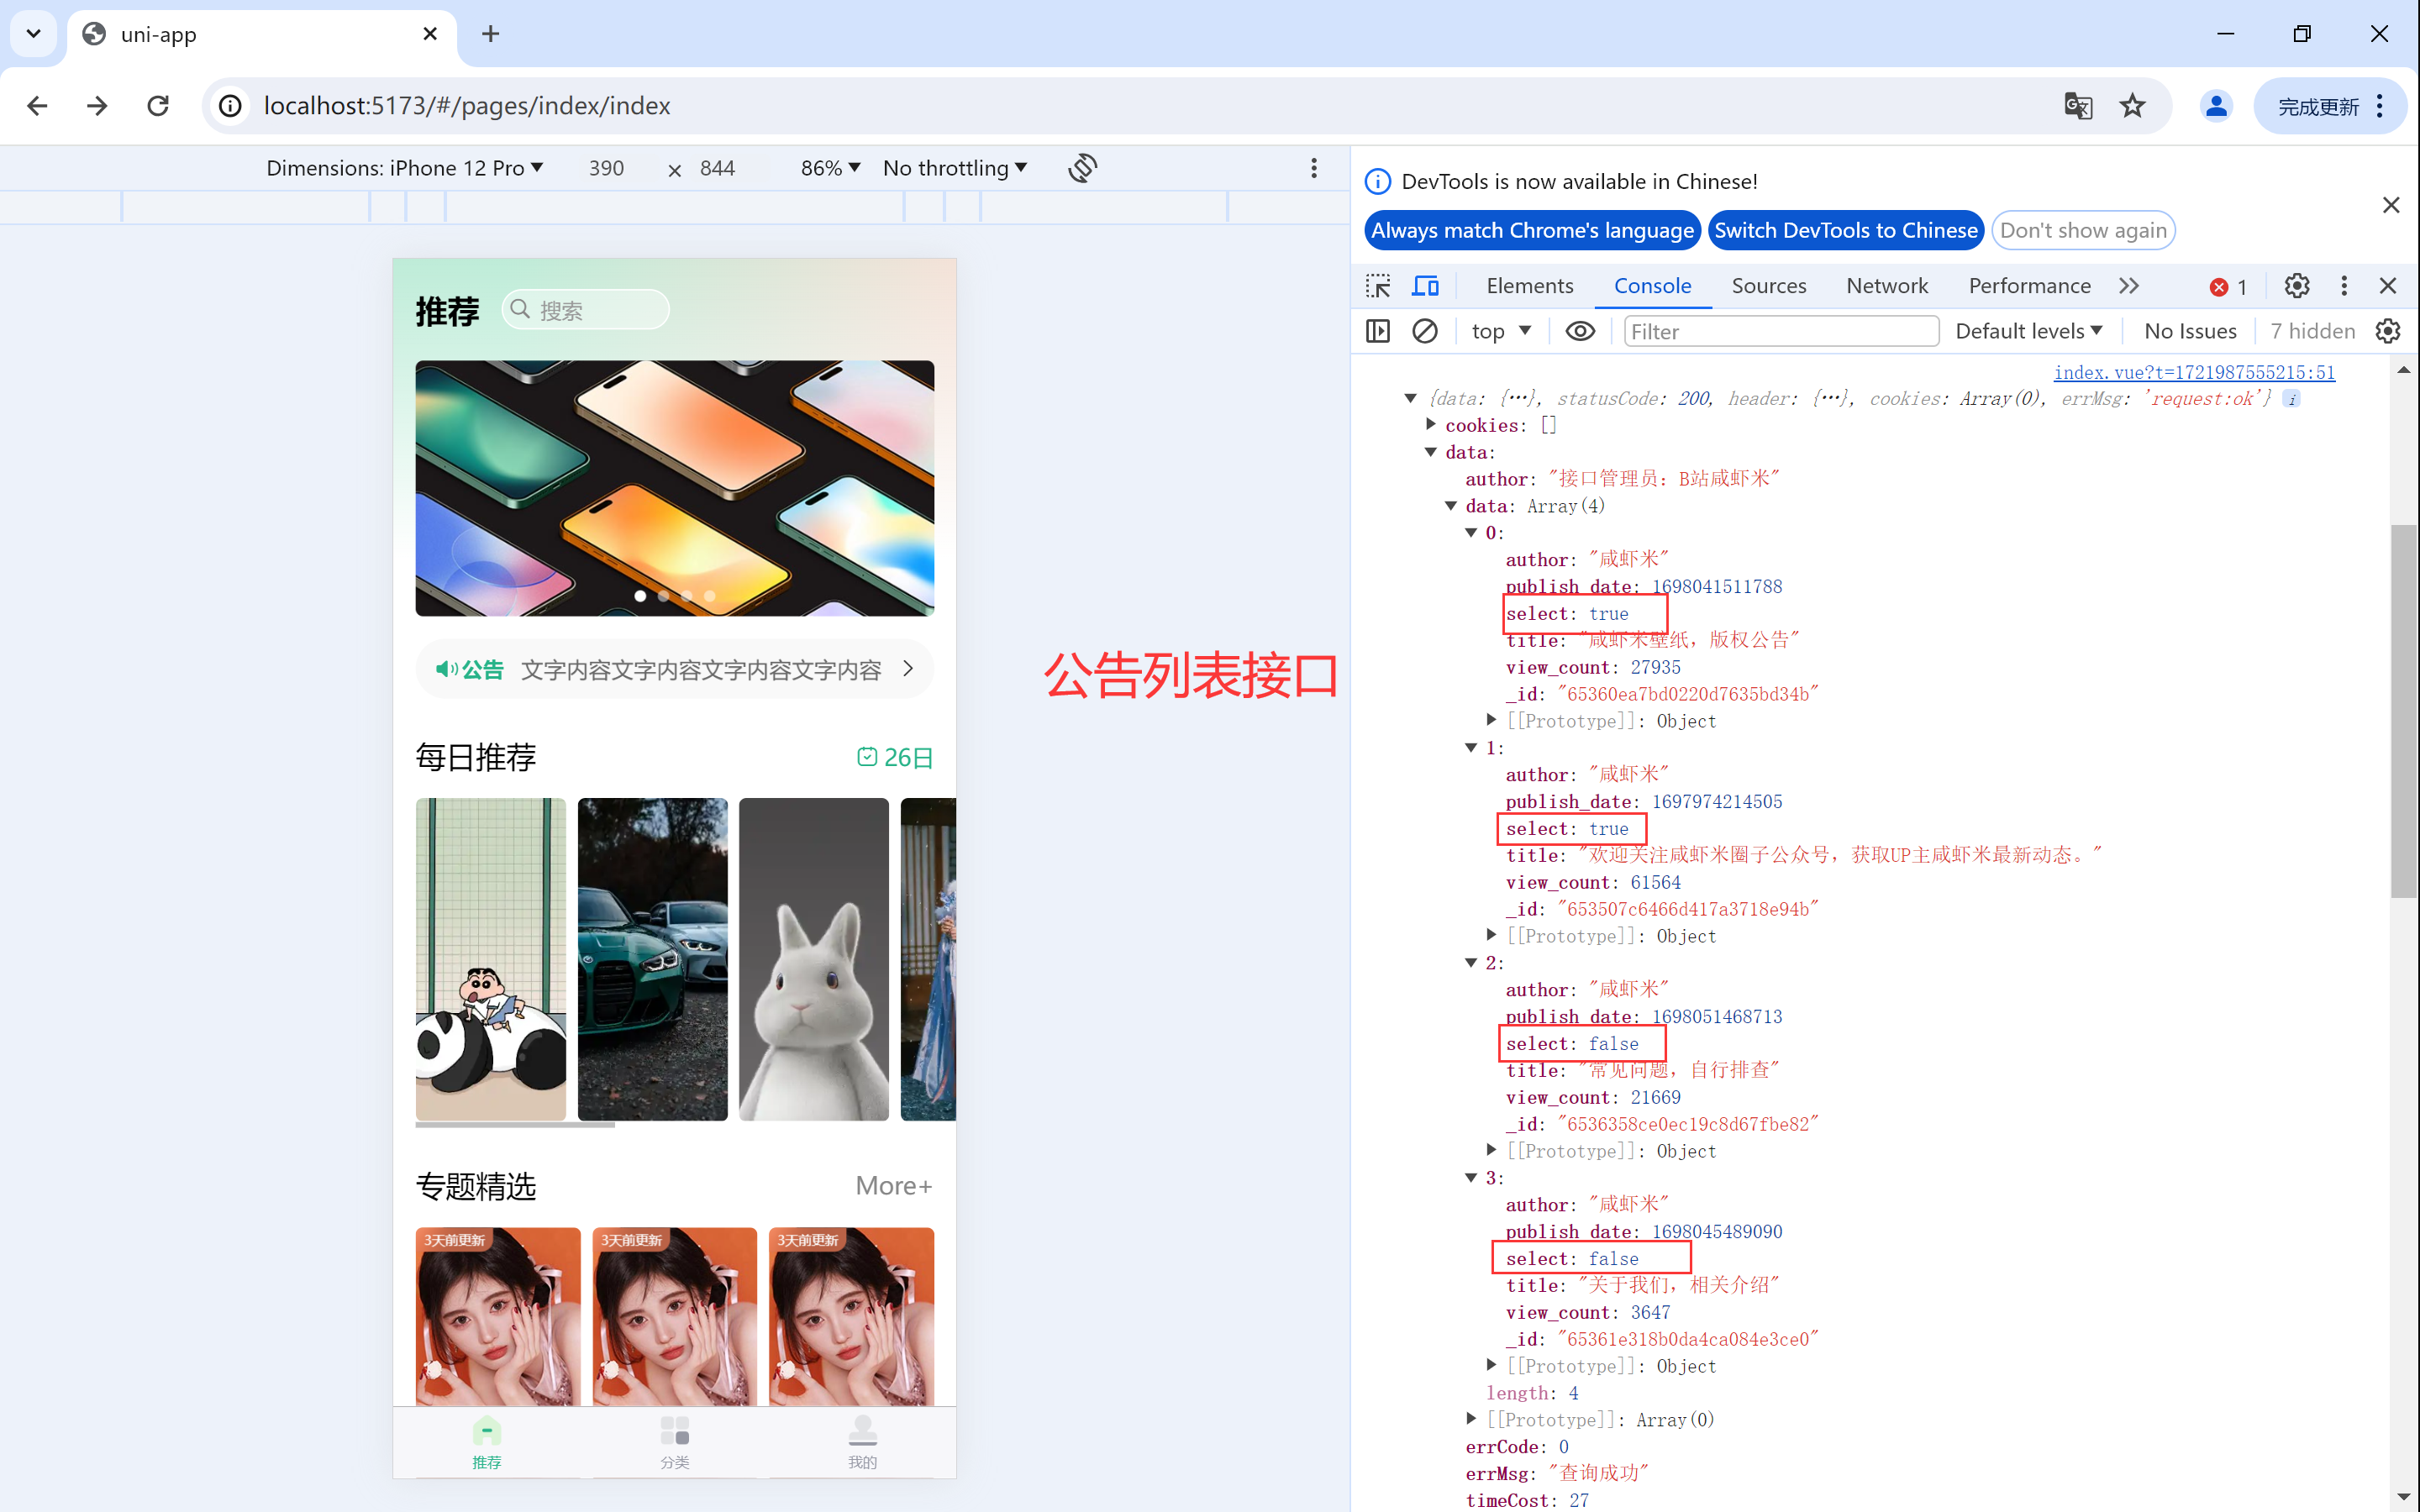 uni-app
localhost:5173/#/pages/index/index
完成更新
Dimensions: iPhone 12 Pro
390
×
844
86%
No throttling
推荐
搜索
公告
文字内容文字内容文字内容文字内容
每日推荐
26日
专题精选
More+
3天前更新
3天前更新
3天前更新
推荐
分类
我的
公告列表接口
DevTools is now available in Chinese!
Always match Chrome's language
Switch DevTools to Chinese
Don't show again
Elements
Console
Sources
Network
Performance
1
top
Filter
Default levels
No Issues
7 hidden
index.vue?t=1721987555215:51
{data: {…}, statusCode: 200, header: {…}, cookies: Array(0), errMsg: 'request:ok'}
cookies: []
data:
author: "接口管理员：B站咸虾米"
data: Array(4)
0:
author: "咸虾米"
publish_date: 1698041511788
select: true
title: "咸虾米壁纸，版权公告"
view_count: 27935
_id: "65360ea7bd0220d7635bd34b"
[[Prototype]]: Object
1:
author: "咸虾米"
publish_date: 1697974214505
select: true
title: "欢迎关注咸虾米圈子公众号，获取UP主咸虾米最新动态。"
view_count: 61564
_id: "653507c6466d417a3718e94b"
[[Prototype]]: Object
2:
author: "咸虾米"
publish_date: 1698051468713
select: false
title: "常见问题，自行排查"
view_count: 21669
_id: "6536358ce0ec19c8d67fbe82"
[[Prototype]]: Object
3:
author: "咸虾米"
publish_date: 1698045489090
select: false
title: "关于我们，相关介绍"
view_count: 3647
_id: "65361e318b0da4ca084e3ce0"
[[Prototype]]: Object
length: 4
[[Prototype]]: Array(0)
errCode: 0
errMsg: "查询成功"
timeCost: 27